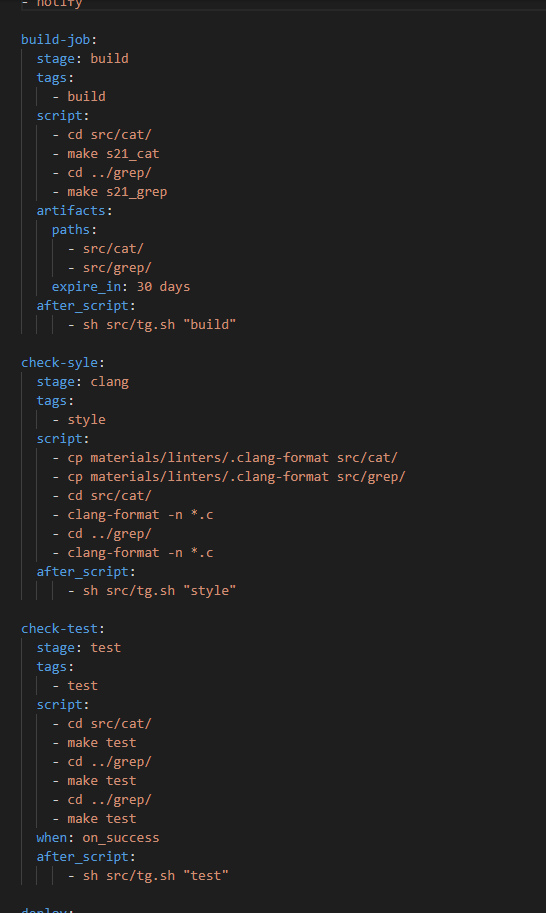 - notify
build-job:
  stage: build
  tags:
    - build
  script:
    - cd src/cat/
    - make s21_cat
    - cd ../grep/
    - make s21_grep
  artifacts:
    paths:
      - src/cat/
      - src/grep/
    expire_in: 30 days
  after_script:
      - sh src/tg.sh "build"
check-syle:
  stage: clang
  tags:
    - style
  script:
    - cp materials/linters/.clang-format src/cat/
    - cp materials/linters/.clang-format src/grep/
    - cd src/cat/
    - clang-format -n *.c
    - cd ../grep/
    - clang-format -n *.c
  after_script:
      - sh src/tg.sh "style"
check-test:
  stage: test
  tags:
    - test
  script:
    - cd src/cat/
    - make test
    - cd ../grep/
    - make test
    - cd ../grep/
    - make test
  when: on_success
  after_script:
      - sh src/tg.sh "test"
deploy: